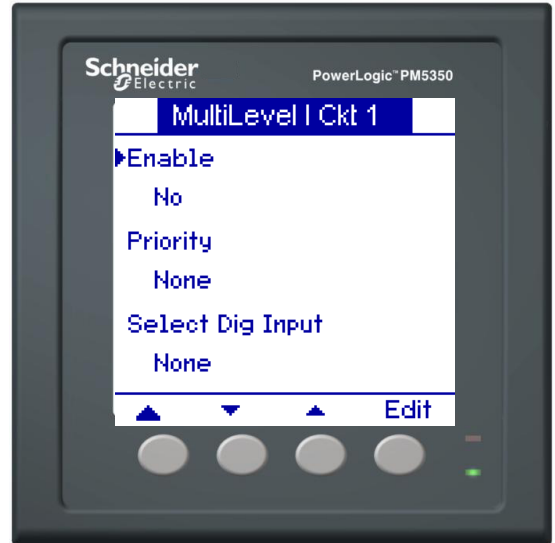 Schneider
Electric
PowerLogic™ PM5350
MultiLevel I Ckt 1
Enable
No
Priority
None
Select Dig Input
None
Edit